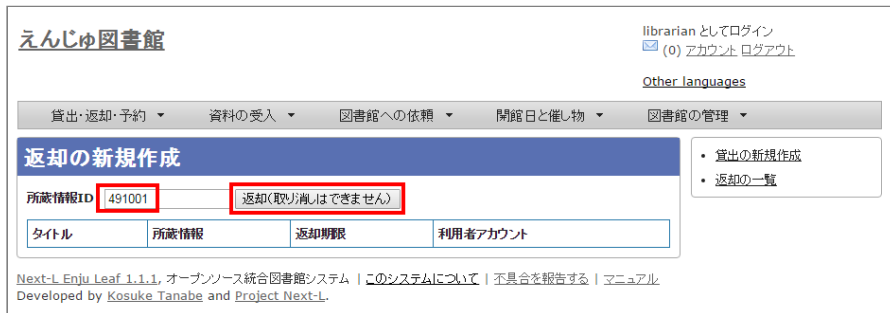 えんじゅ図書館
librarian としてログイン
(0) アカウント ログアウト
Other languages
貸出・返却・予約 ▼ 資料の受入 ▼ 図書館への依頼 ▼ 開館日と催し物 ▼ 図書館の管理 ▼
返却の新規作成
所蔵情報ID 491001 返却(取り消しはできません)
タイトル 所蔵情報 返却期限 利用者アカウント
• 貸出の新規作成
• 返却の一覧
Next-L Enju Leaf 1.1.1, オープンソース統合図書館システム | このシステムについて | 不具合を報告する | マニュアル
Developed by Kosuke Tanabe and Project Next-L.